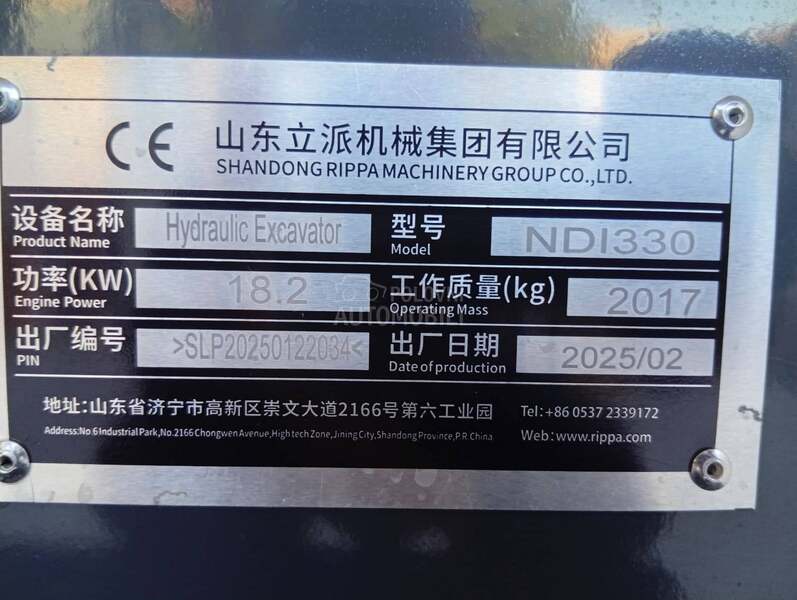 CE 山东立派机械集团有限公司
SHANDONG RIPPA MACHINERY GROUP CO.,LTD.
设备名称 Hydraulic Excavator 型号 NDI330
Product Name Model
功率(KW) 18.2 工作质量(kg) 2017
Engine Power Operating Mass
POLOVNI
AUTOMOBILI
出厂编号 >SLP20250122034< 出厂日期 2025/02
PIN Date of production
地址:山东省济宁市高新区崇文大道2166号第六工业园 Tel:+86 0537 2339172
Address:No.6 Industrial Park,No.2166 Chongwen Avenue,Hightech Zone,Jining City,Shandong Province,P.R.China Web:www.rippa.com